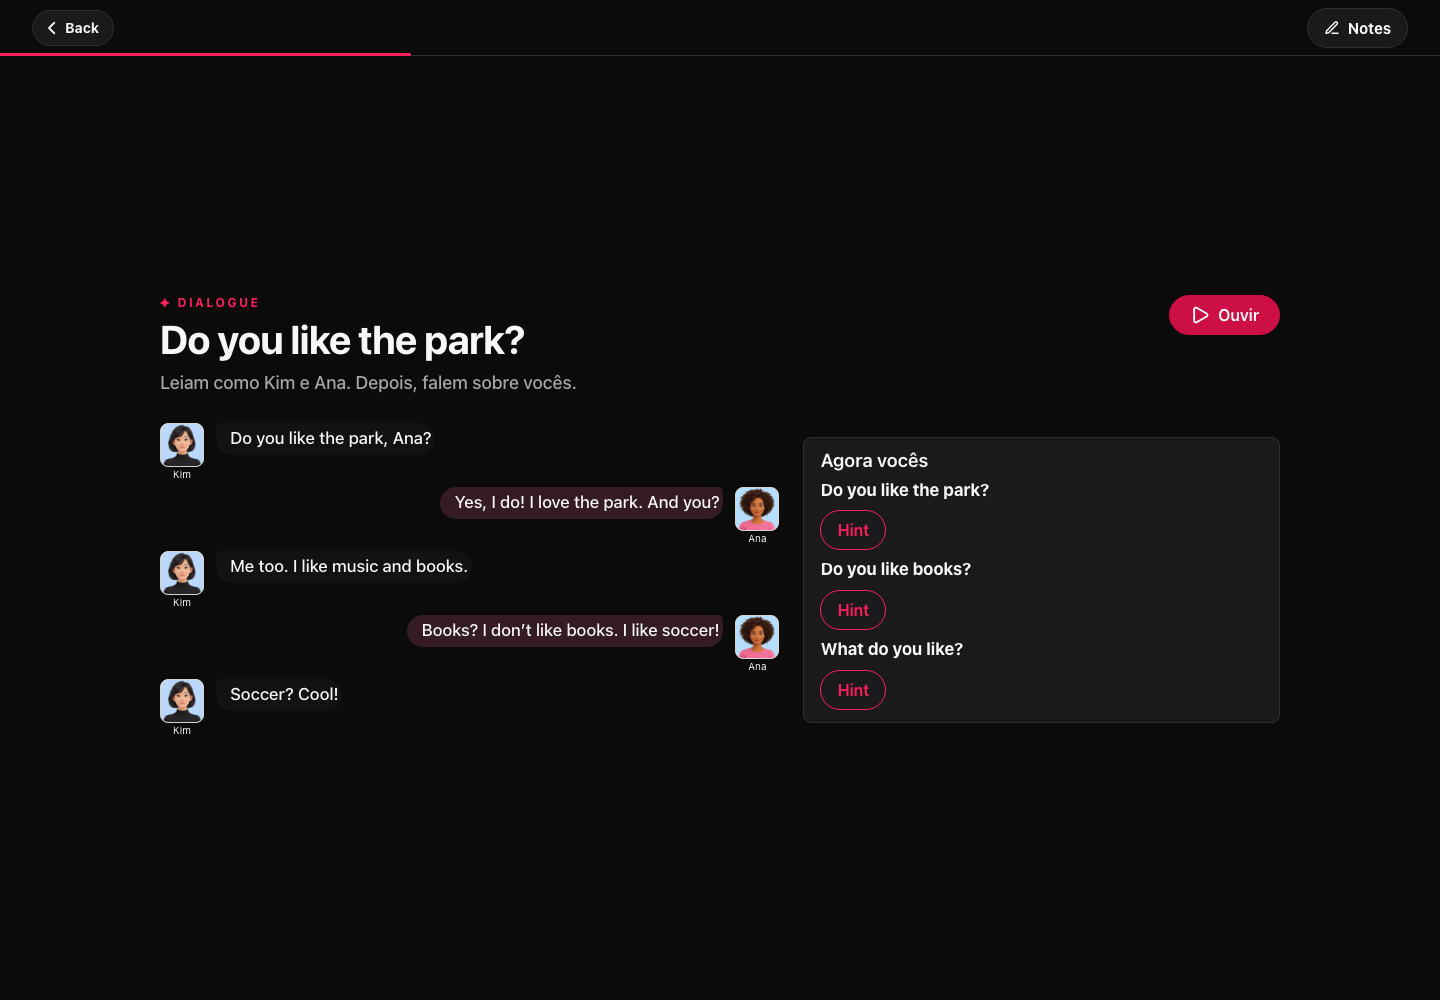 Back
Notes
DIALOGUE
Do you like the park?
Leiam como Kim e Ana. Depois, falem sobre vocês.
Ouvir
Do you like the park, Ana?
Kim
Yes, I do! I love the park. And you?
Ana
Me too. I like music and books.
Kim
Books? I don’t like books. I like soccer!
Ana
Soccer? Cool!
Kim
Agora vocês
Do you like the park?
Hint
Do you like books?
Hint
What do you like?
Hint